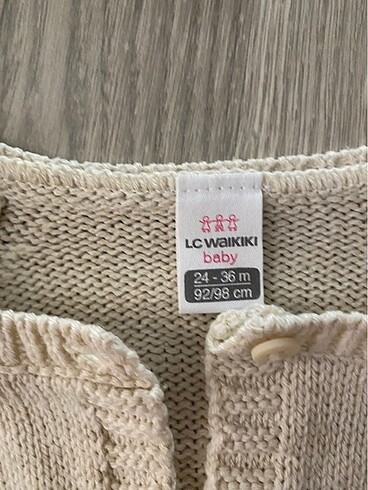 LC WAIKIKI
baby
24 - 36 m
92/98 cm